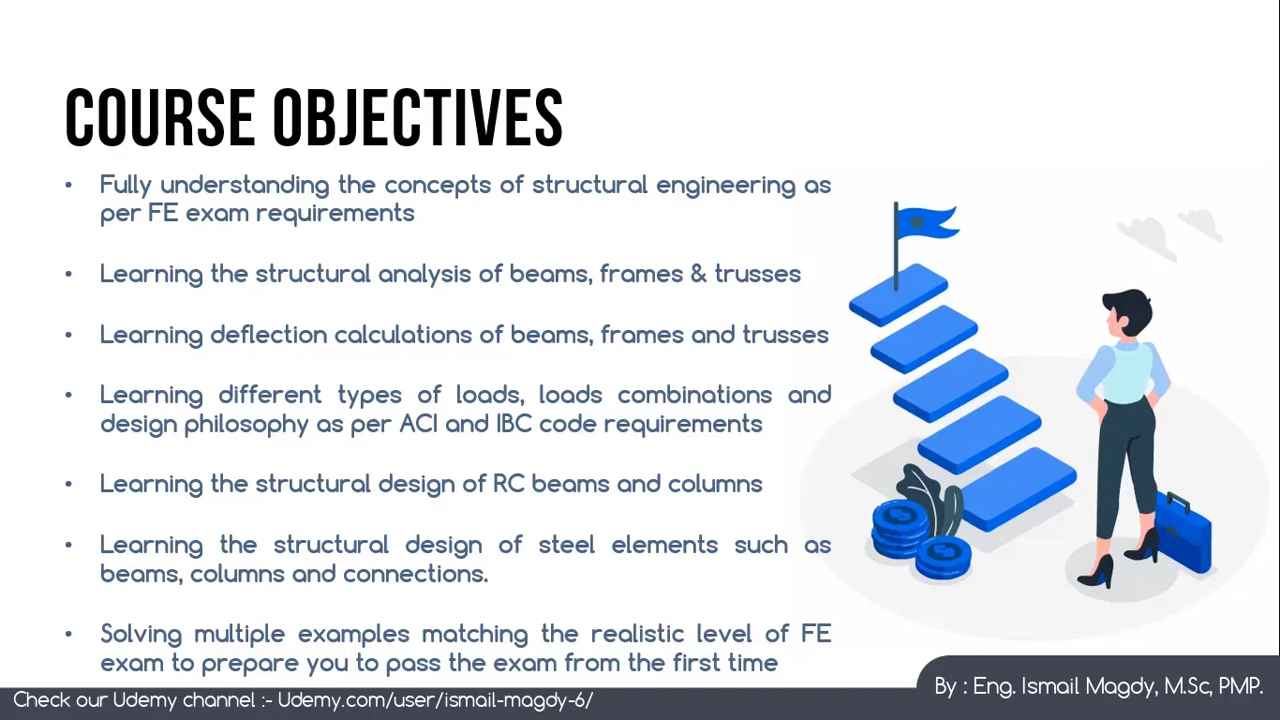 COURSE OBJECTIVES
• Fully understanding the concepts of structural engineering as
per FE exam requirements
• Learning the structural analysis of beams, frames & trusses
• Learning deflection calculations of beams, frames and trusses
• Learning different types of loads, loads combinations and
design philosophy as per ACI and IBC code requirements
• Learning the structural design of RC beams and columns
• Learning the structural design of steel elements such as
beams, columns and connections.
• Solving multiple examples matching the realistic level of FE
exam to prepare you to pass the exam from the first time
Check our Udemy channel :- Udemy.com/user/ismail-magdy-6/
By : Eng. Ismail Magdy, M.Sc, PMP.